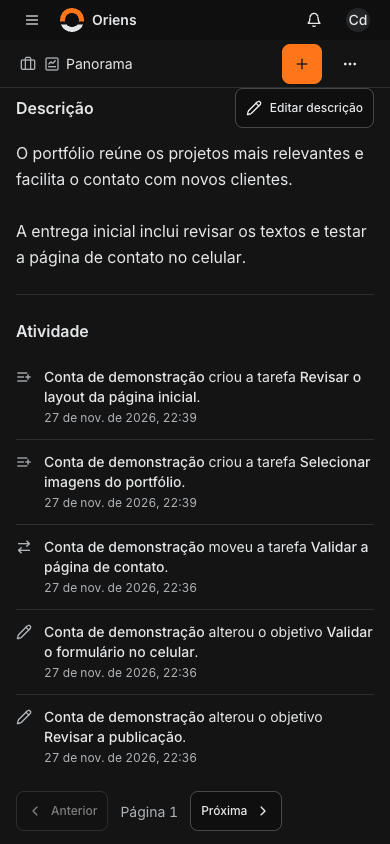 Oriens
Cd
Panorama
Descrição
Editar descrição
O portfólio reúne os projetos mais relevantes e
facilita o contato com novos clientes.
A entrega inicial inclui revisar os textos e testar
a página de contato no celular.
Atividade
Conta de demonstração criou a tarefa Revisar o
layout da página inicial.
27 de nov. de 2026, 22:39
Conta de demonstração criou a tarefa Selecionar
imagens do portfólio.
27 de nov. de 2026, 22:39
Conta de demonstração moveu a tarefa Validar a
página de contato.
27 de nov. de 2026, 22:36
Conta de demonstração alterou o objetivo Validar
o formulário no celular.
27 de nov. de 2026, 22:36
Conta de demonstração alterou o objetivo
Revisar a publicação.
27 de nov. de 2026, 22:36
Anterior
Página 1
Próxima